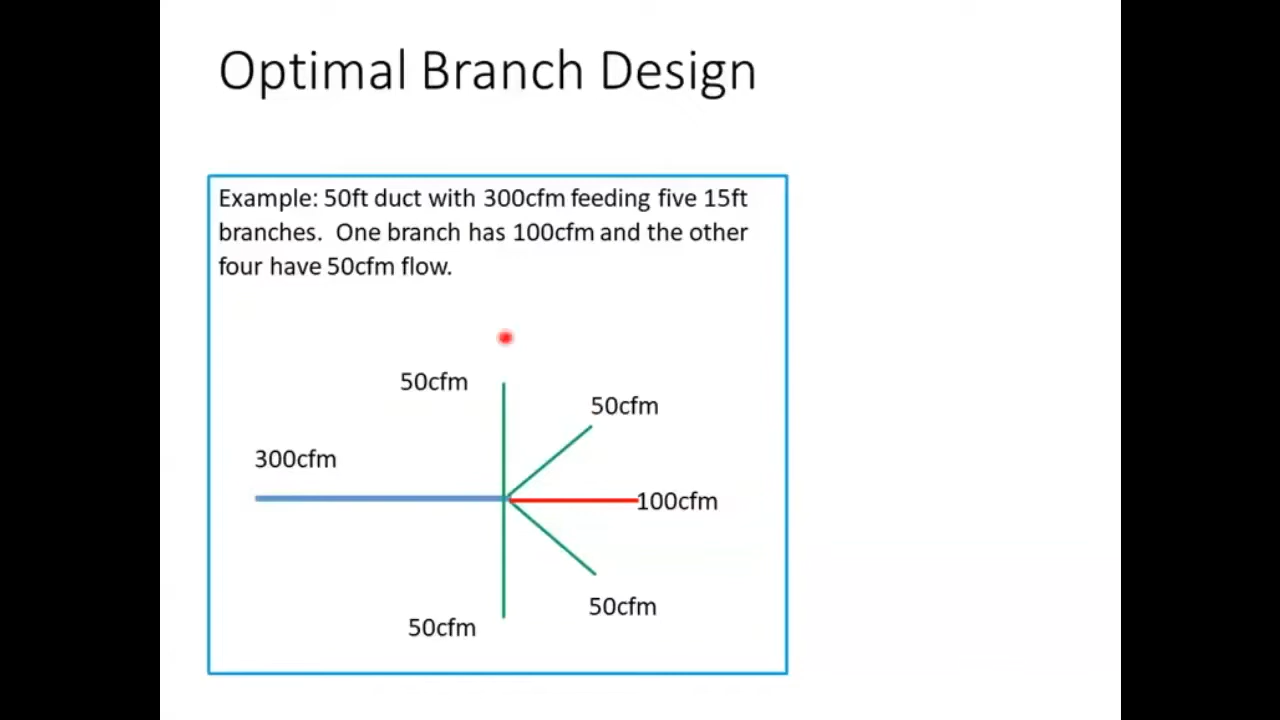 Optimal Branch Design
Example: 50ft duct with 300cfm feeding five 15ft
branches.  One branch has 100cfm and the other
four have 50cfm flow.
50cfm
50cfm
300cfm
100cfm
50cfm
50cfm